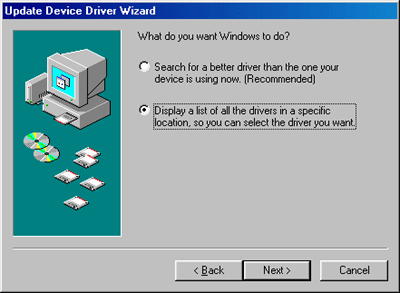 Update Device Driver Wizard
What do you want Windows to do?
Search for a better driver than the one your
device is using now. (Recommended)
Display a list of all the drivers in a specific
location, so you can select the driver you want.
< Back
Next >
Cancel